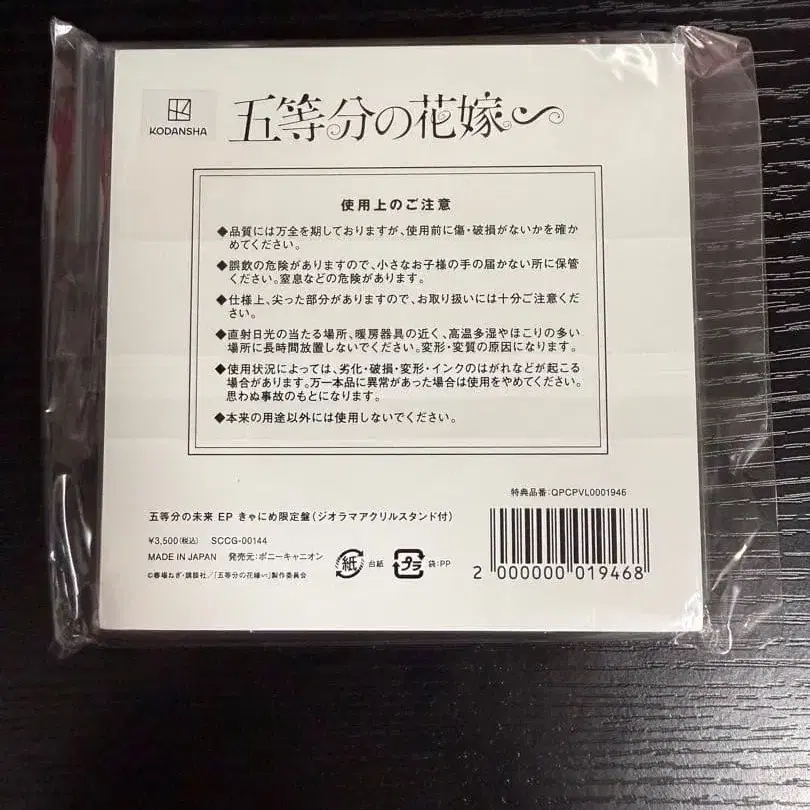 KODANSHA
五等分の花嫁∽
使用上のご注意
◆品質には万全を期しておりますが、使用前に傷・破損がないかを確か
めてください。
◆誤飲の危険がありますので、小さなお子様の手の届かない所に保管
ください。窒息などの危険があります。
◆仕様上、尖った部分がありますので、お取り扱いには十分ご注意くだ
さい。
◆直射日光の当たる場所、暖房器具の近く、高温多湿やほこりの多い
場所に長時間放置しないでください。変形・変質の原因になります。
◆使用状況によっては、劣化・破損・変形・インクのはがれなどが起こる
場合があります。万一本品に異常があった場合は使用をやめてください。
思わぬ事故のもとになります。
◆本来の用途以外には使用しないでください。
特典品番:QPCPVL0001946
五等分の未来 EP きゃにめ限定盤(ジオラマアクリルスタンド付)
¥3,500(税込) SCCG-00144
MADE IN JAPAN 発売元:ポニーキャニオン
©春場ねぎ・講談社/「五等分の花嫁∽」製作委員会
紙 台紙
プラ 袋:PP
2 000000 019468